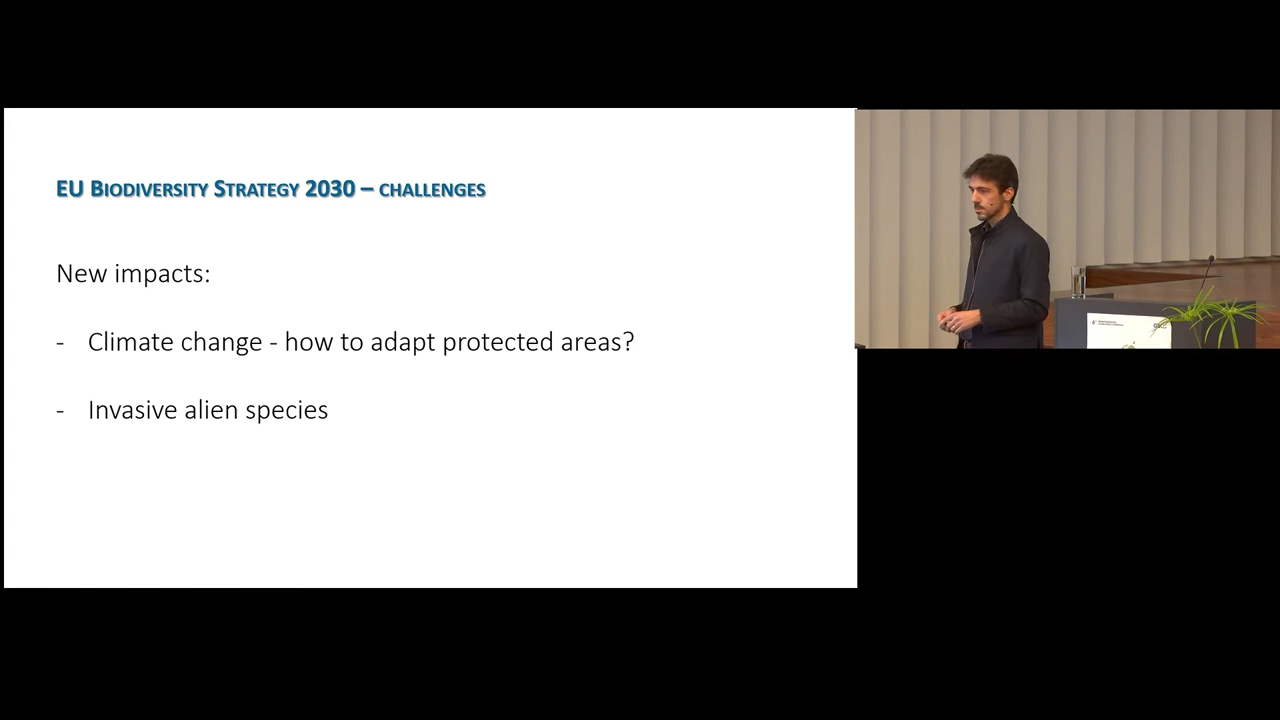 EU Biodiversity Strategy 2030 – challenges
New impacts:
- Climate change - how to adapt protected areas?
- Invasive alien species